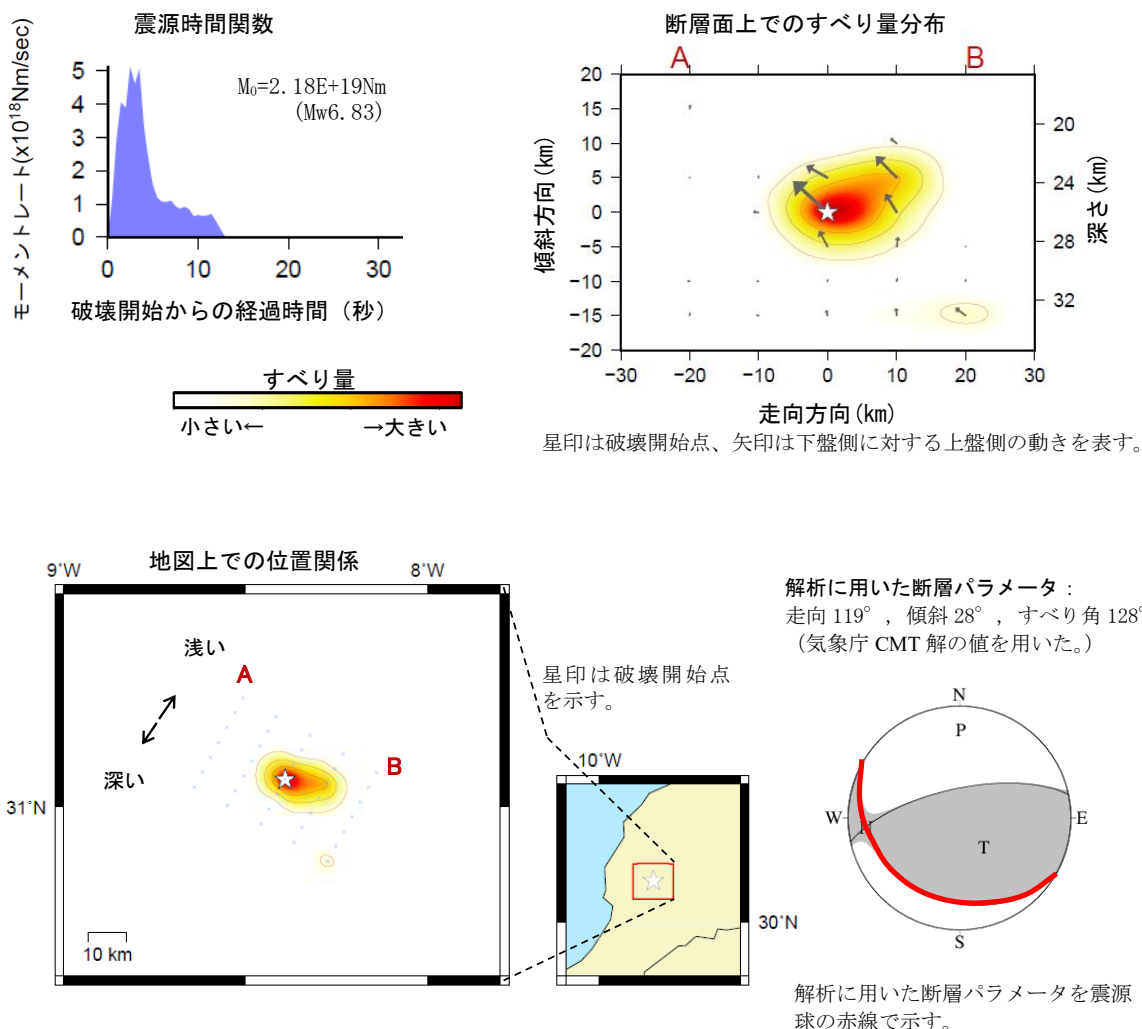 震源時間関数
モーメントレート(x10¹⁸Nm/sec)
5
4
3
2
1
0
M₀=2.18E+19Nm
(Mw6.83)
0 10 20 30
破壊開始からの経過時間（秒）
すべり量
小さい← →大きい
断層面上でのすべり量分布
A B
傾斜方向(km)
20
15
10
5
0
−5
−10
−15
−20
20
24
28
32
深さ(km)
−30 −20 −10 0 10 20 30
走向方向(km)
星印は破壊開始点、矢印は下盤側に対する上盤側の動きを表す。
地図上での位置関係
9°W 8°W
浅い
A
深い
B
31°N
10 km
星印は破壊開始点
を示す。
10°W
30°N
解析に用いた断層パラメータ：
走向 119°，傾斜 28°，すべり角 128°
（気象庁 CMT 解の値を用いた。）
N
P
W E
N
T
S
解析に用いた断層パラメータを震源
球の赤線で示す。